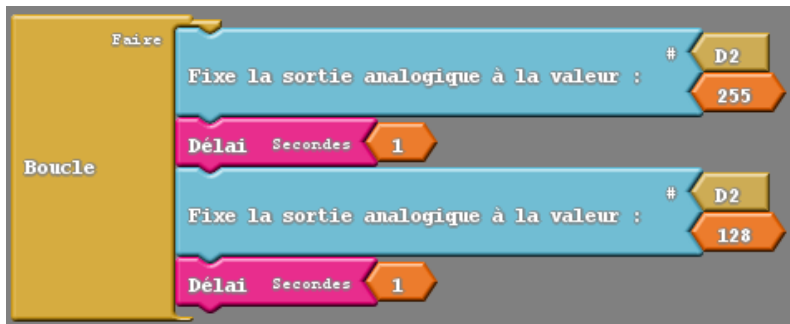 Faire
# D2
Fixe la sortie analogique à la valeur :
255
Délai Secondes 1
Boucle
# D2
Fixe la sortie analogique à la valeur :
128
Délai Secondes 1